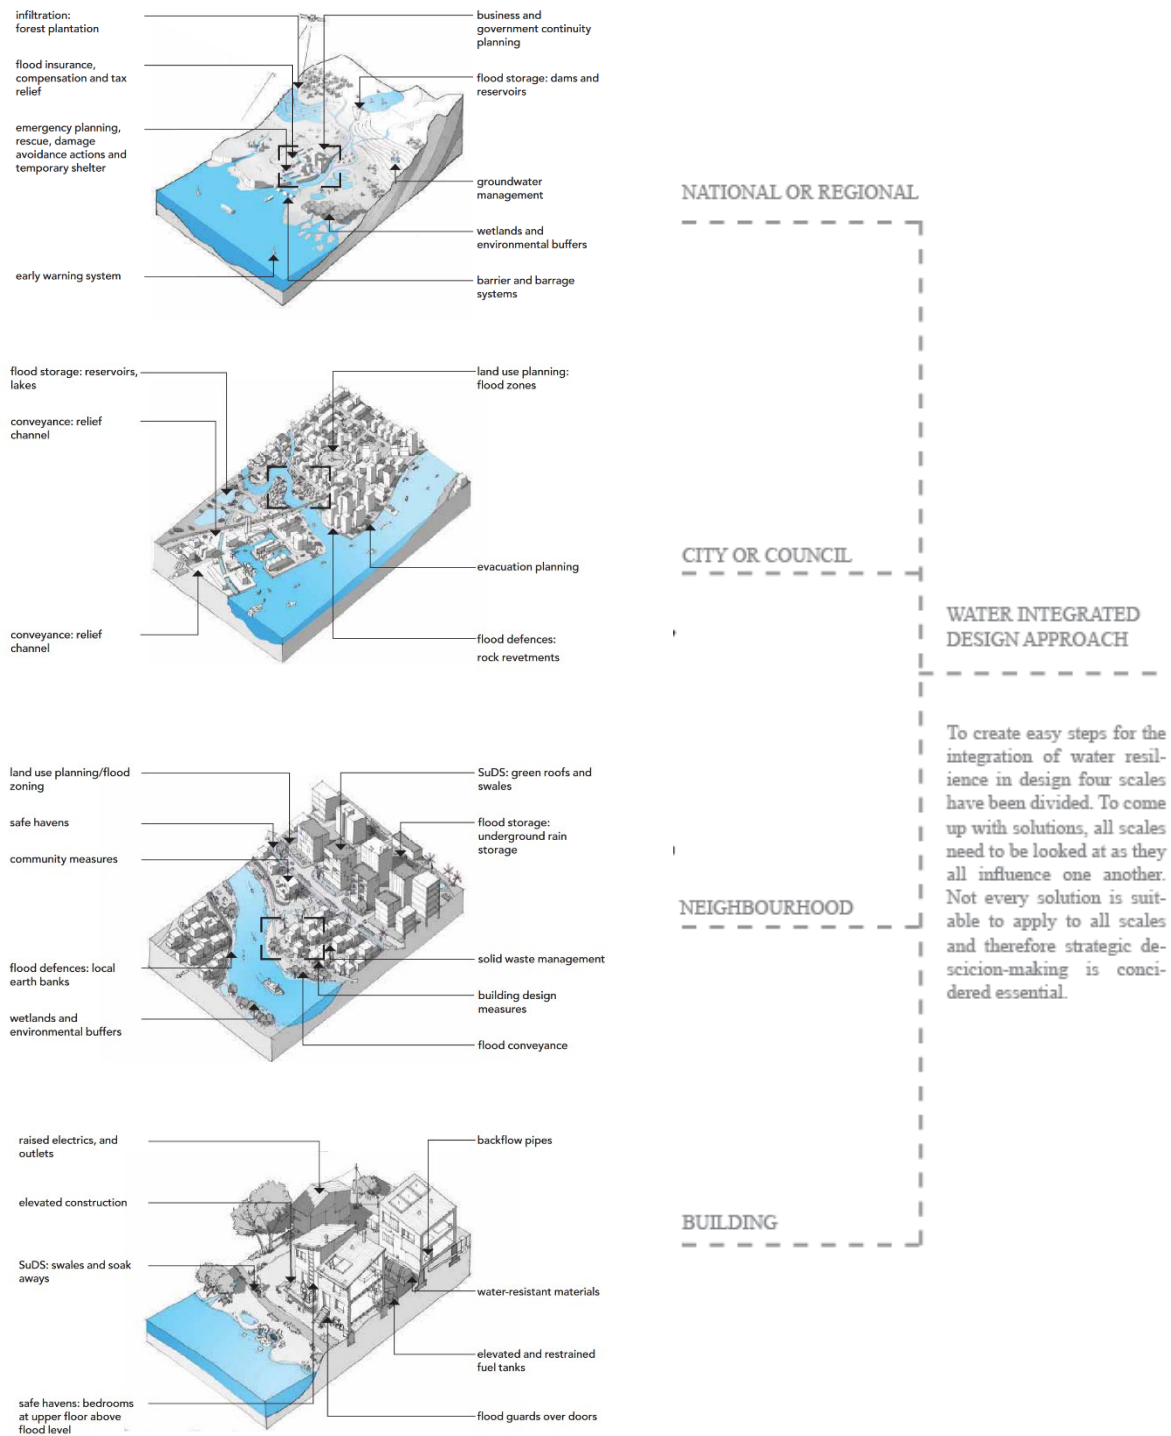 infiltration:
forest plantation
flood insurance,
compensation and tax
relief
emergency planning,
rescue, damage
avoidance actions and
temporary shelter
early warning system
business and
government continuity
planning
flood storage: dams and
reservoirs
groundwater
management
wetlands and
environmental buffers
barrier and barrage
systems
NATIONAL OR REGIONAL
flood storage: reservoirs,
lakes
conveyance: relief
channel
conveyance: relief
channel
land use planning:
flood zones
evacuation planning
flood defences:
rock revetments
CITY OR COUNCIL
land use planning/flood
zoning
safe havens
community measures
flood defences: local
earth banks
wetlands and
environmental buffers
SuDS: green roofs and
swales
flood storage:
underground rain
storage
solid waste management
building design
measures
flood conveyance
NEIGHBOURHOOD
raised electrics, and
outlets
elevated construction
SuDS: swales and soak
aways
safe havens: bedrooms
at upper floor above
flood level
backflow pipes
water-resistant materials
elevated and restrained
fuel tanks
flood guards over doors
BUILDING
WATER INTEGRATED
DESIGN APPROACH
To create easy steps for the
integration of water resil-
ience in design four scales
have been divided. To come
up with solutions, all scales
need to be looked at as they
all influence one another.
Not every solution is suit-
able to apply to all scales
and therefore strategic de-
scicion-making is conci-
dered essential.